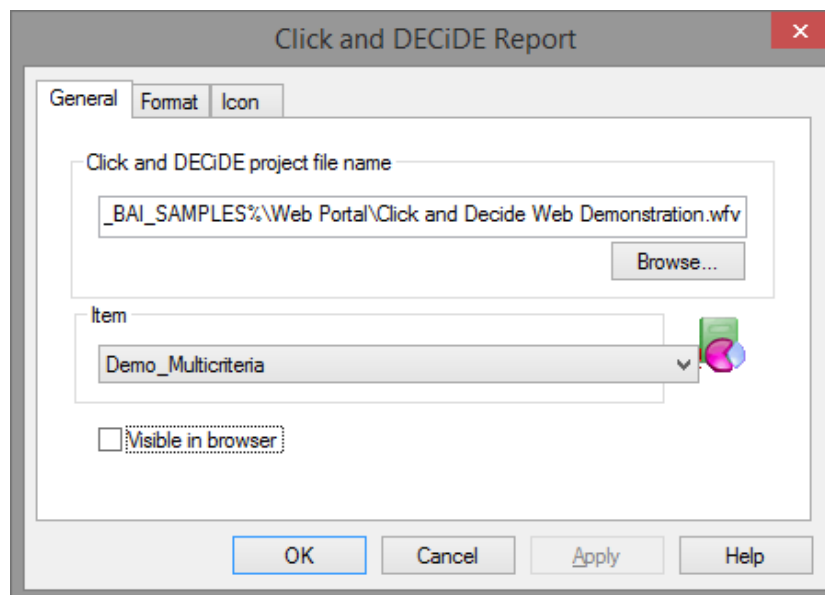 Click and DECiDE Report
General Format Icon
Click and DECiDE project file name
_BAI_SAMPLES%\Web Portal\Click and Decide Web Demonstration.wfv
Browse...
Item
Demo_Multicriteria
Visible in browser
OK Cancel Apply Help